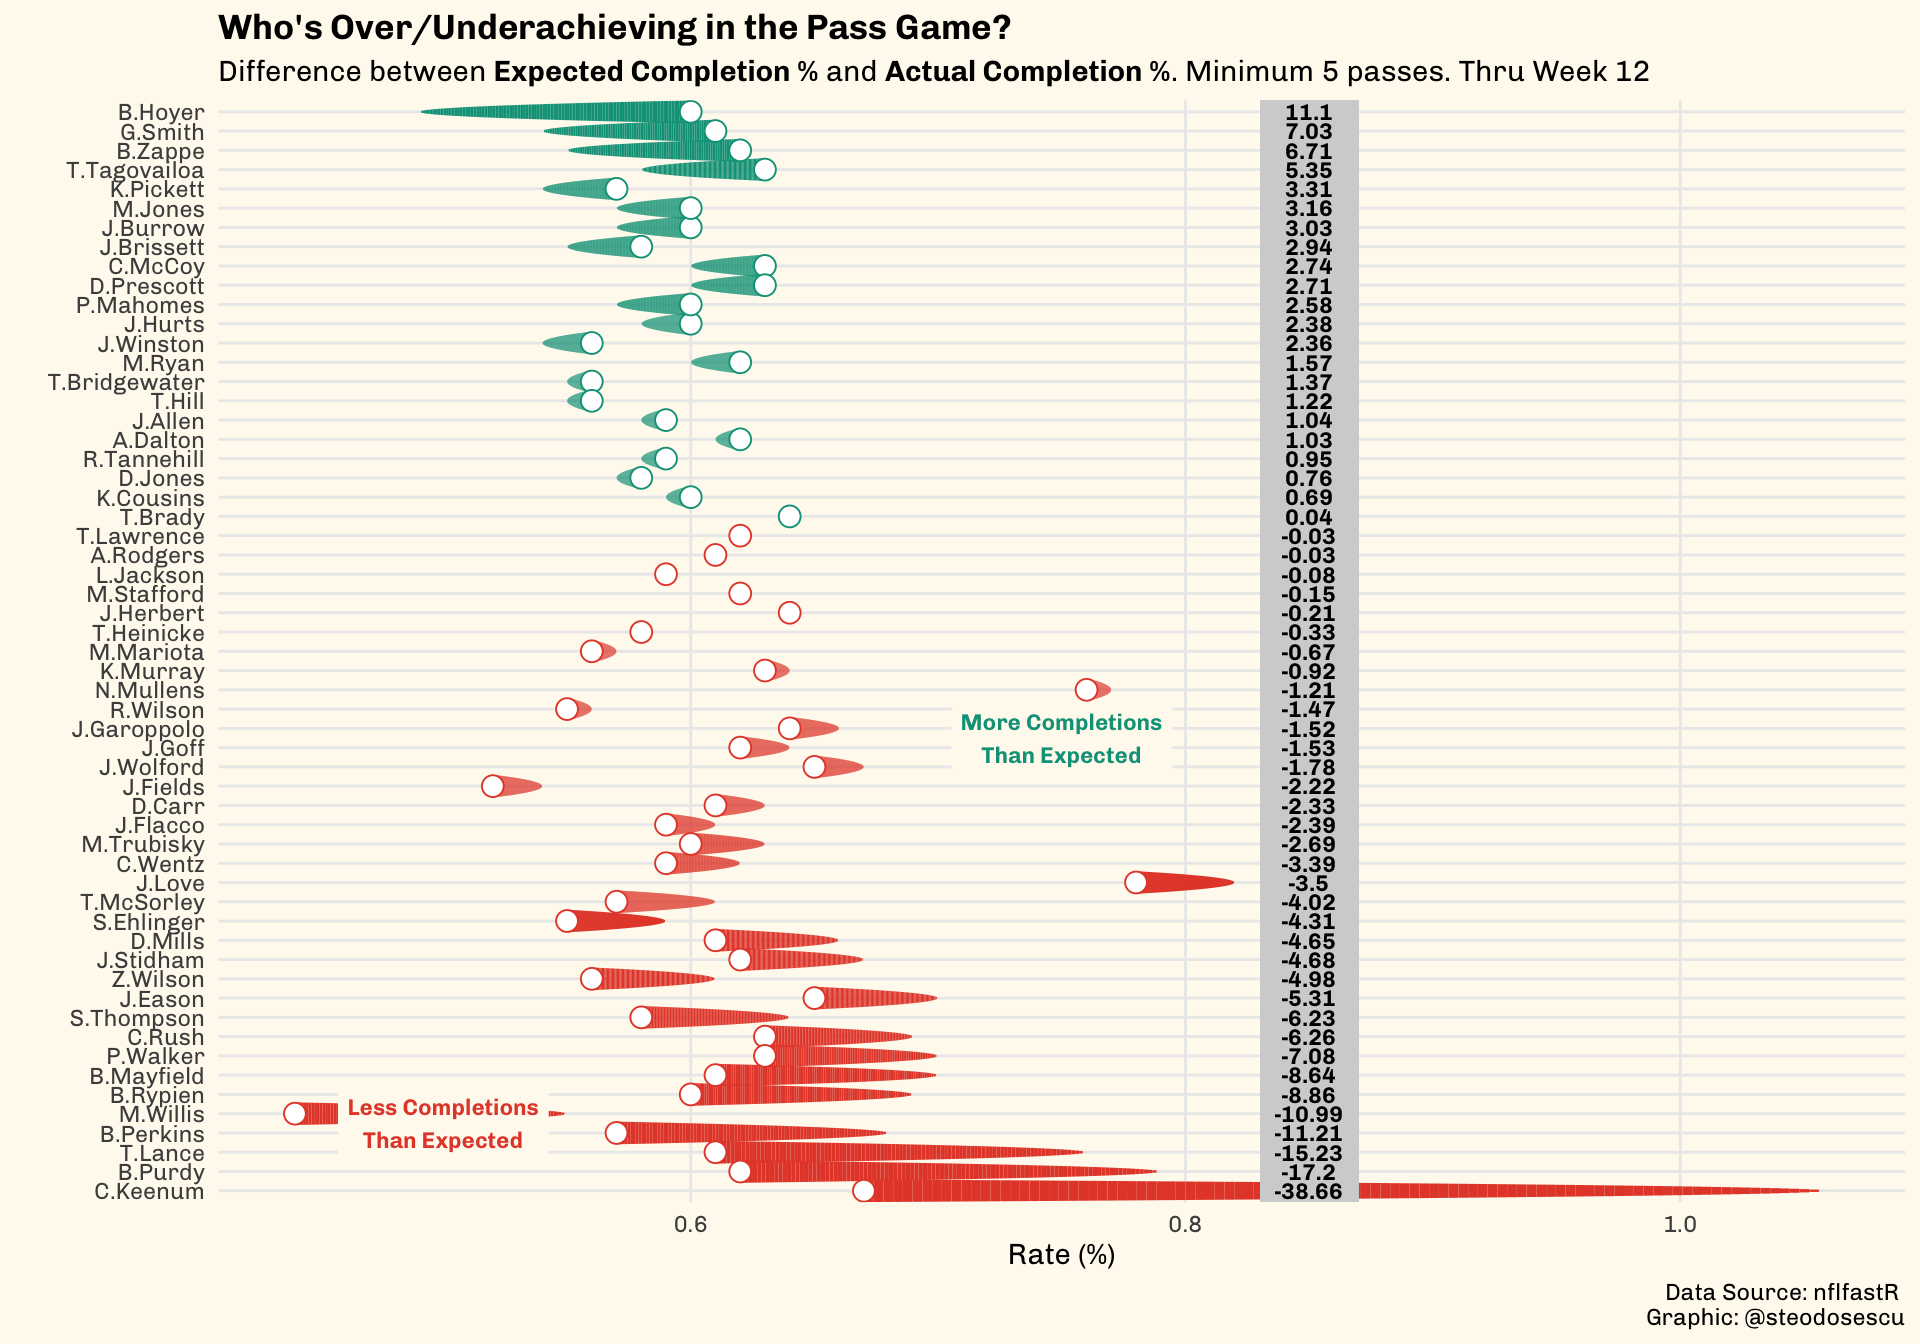 Who's Over/Underachieving in the Pass Game?
Difference between Expected Completion % and Actual Completion %. Minimum 5 passes. Thru Week 12
B.Hoyer 11.1
G.Smith 7.03
B.Zappe 6.71
T.Tagovailoa 5.35
K.Pickett 3.31
M.Jones 3.16
J.Burrow 3.03
J.Brissett 2.94
C.McCoy 2.74
D.Prescott 2.71
P.Mahomes 2.58
J.Hurts 2.38
J.Winston 2.36
M.Ryan 1.57
T.Bridgewater 1.37
T.Hill 1.22
J.Allen 1.04
A.Dalton 1.03
R.Tannehill 0.95
D.Jones 0.76
K.Cousins 0.69
T.Brady 0.04
T.Lawrence -0.03
A.Rodgers -0.03
L.Jackson -0.08
M.Stafford -0.15
J.Herbert -0.21
T.Heinicke -0.33
M.Mariota -0.67
K.Murray -0.92
N.Mullens -1.21
R.Wilson -1.47
More Completions
J.Garoppolo -1.52
J.Goff -1.53
Than Expected
J.Wolford -1.78
J.Fields -2.22
D.Carr -2.33
J.Flacco -2.39
M.Trubisky -2.69
C.Wentz -3.39
J.Love -3.5
T.McSorley -4.02
S.Ehlinger -4.31
D.Mills -4.65
J.Stidham -4.68
Z.Wilson -4.98
J.Eason -5.31
S.Thompson -6.23
C.Rush -6.26
P.Walker -7.08
B.Mayfield -8.64
B.Rypien -8.86
Less Completions
M.Willis -10.99
B.Perkins -11.21
Than Expected
T.Lance -15.23
B.Purdy -17.2
C.Keenum -38.66
0.6 0.8 1.0
Rate (%)
Data Source: nflfastR
Graphic: @steodosescu